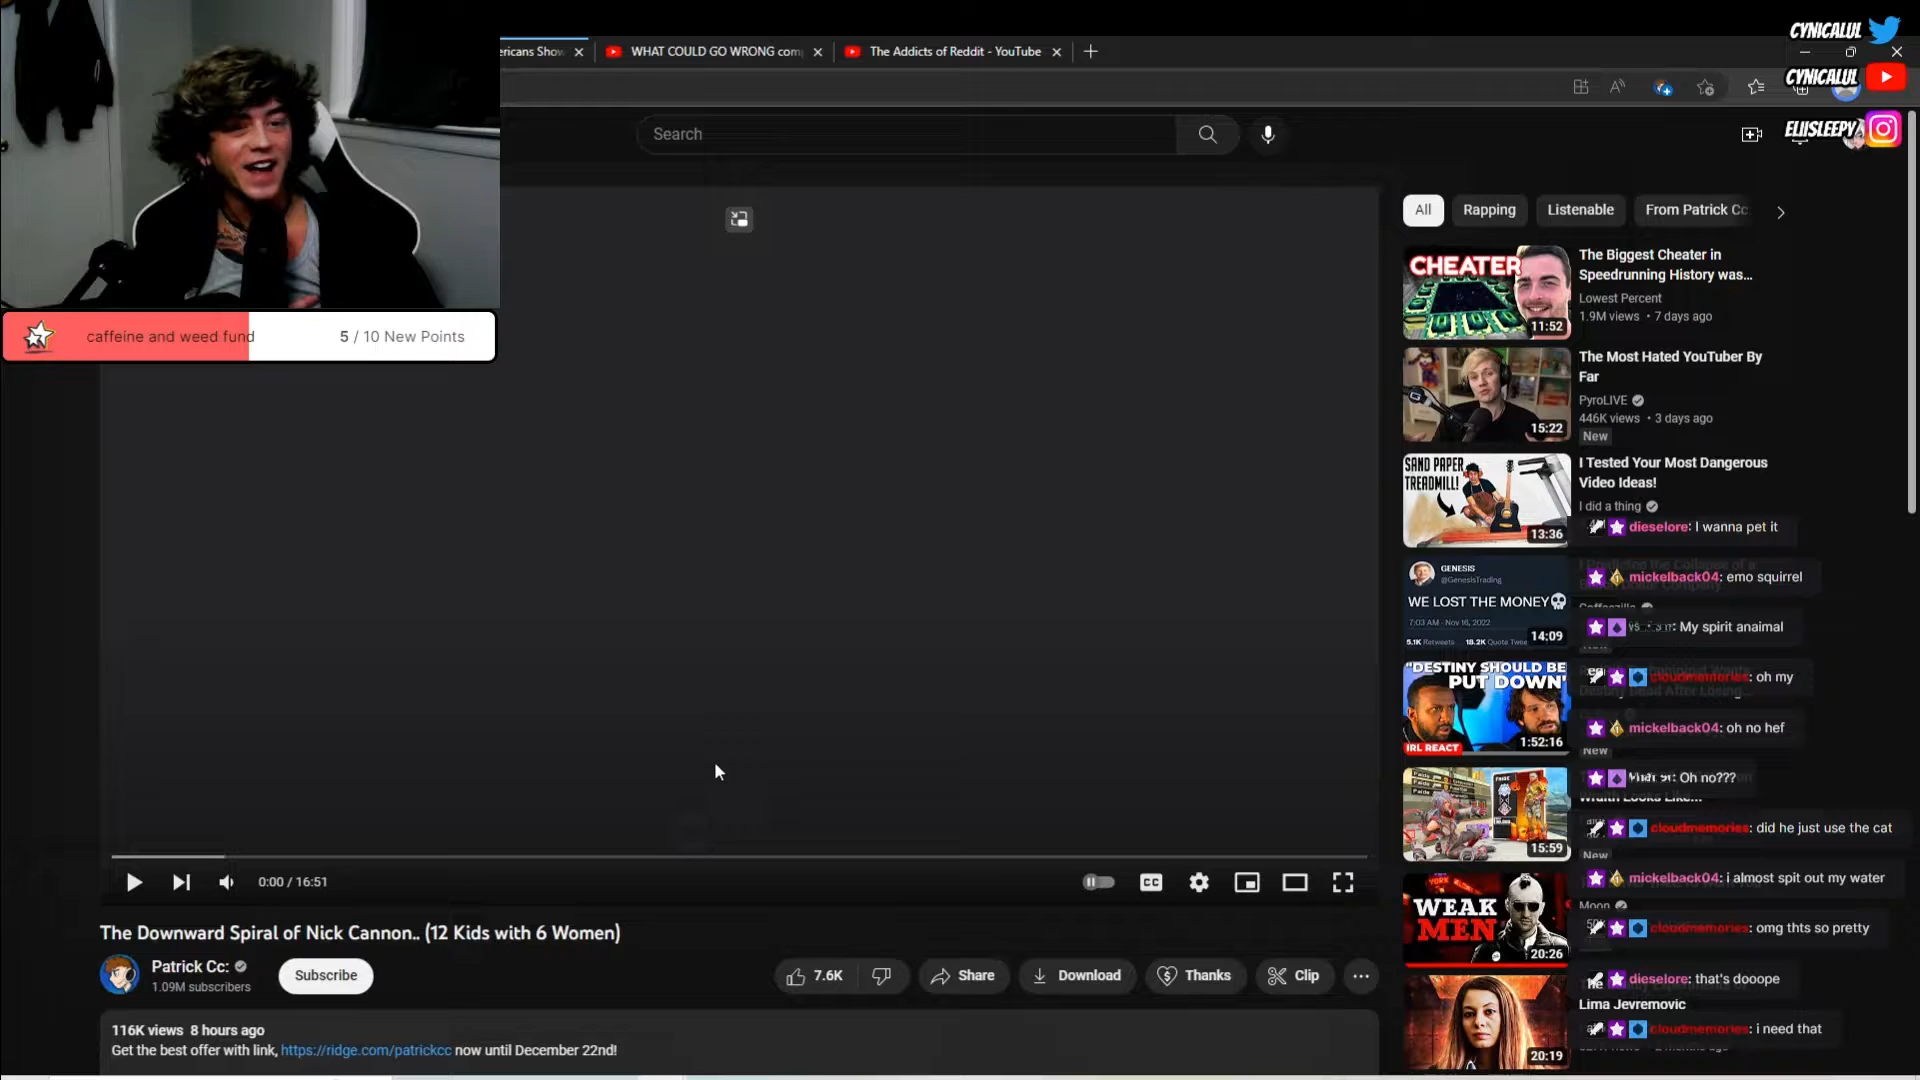 CYNICALUL
ericans Show
WHAT COULD GO WRONG com
The Addicts of Reddit - YouTube
CYNICALUL
Search
ELIISLEEPY
All
Rapping
Listenable
From Patrick Cc
CHEATER
11:52
The Biggest Cheater in
Speedrunning History was...
Lowest Percent
1.9M views • 7 days ago
caffeine and weed fund
5 / 10 New Points
15:22
The Most Hated YouTuber By
Far
PyroLIVE
446K views • 3 days ago
New
SAND PAPER
TREADMILL!
13:36
I Tested Your Most Dangerous
Video Ideas!
I did a thing
dieselore: I wanna pet it
GENESIS
@GenesisTrading
WE LOST THE MONEY
7:03 AM · Nov 16, 2022
5.1K Retweets 18.2K Quote Twee
14:09
mickelback04: emo squirrel
My spirit anaimal
"DESTINY SHOULD BE
PUT DOWN"
IRL REACT
1:52:16
cloudmemories: oh my
mickelback04: oh no hef
New
Oh no???
15:59
cloudmemories: did he just use the cat
New
mickelback04: i almost spit out my water
WEAK
MEN
20:26
Moon
cloudmemories: omg thts so pretty
dieselore: that's dooope
Lima Jevremovic
20:19
cloudmemories: i need that
0:00 / 16:51
CC
The Downward Spiral of Nick Cannon.. (12 Kids with 6 Women)
Patrick Cc:
1.09M subscribers
Subscribe
7.6K
Share
Download
Thanks
Clip
116K views 8 hours ago
Get the best offer with link, https://ridge.com/patrickcc now until December 22nd!